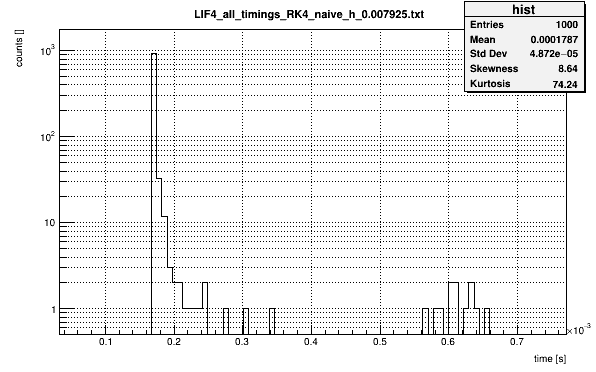 LIF4_all_timings_RK4_naive_h_0.007925.txt
hist
Entries 1000
Mean 0.0001787
Std Dev 4.872e−05
Skewness 8.64
Kurtosis 74.24
counts []
10³
10²
10
1
0.1 0.2 0.3 0.4 0.5 0.6 0.7
×10⁻³
time [s]